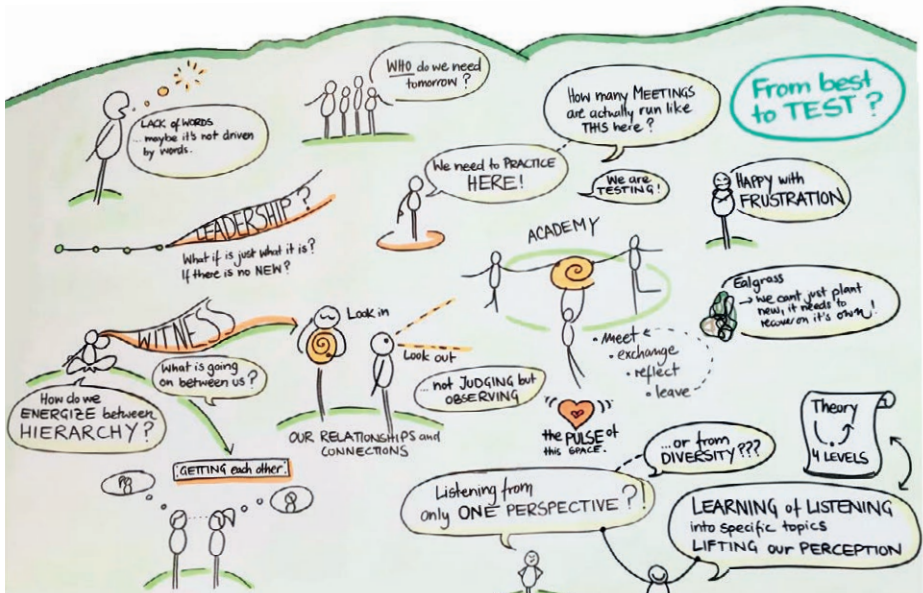 LACK of WORDS
...maybe it's not driven
by words.
WHO do we need
tomorrow?
How many MEETINGS
are actually run like
THIS here?
From best
to TEST?
We need to PRACTICE
HERE!
We are
TESTING!
HAPPY with
FRUSTRATION
LEADERSHIP?
What if is just what it is?
If there is no NEW?
ACADEMY
Ealgrass
→ We cant just plant
new, it needs to
recover on it's own!
WITNESS
Look in
Look out
What is going
on between us?
How do we
ENERGIZE between
HIERARCHY?
...not JUDGING but
OBSERVING
• Meet
• exchange
• reflect
• leave
OUR RELATIONSHIPS and
CONNECTIONS
the PULSE of
this SPACE.
...or from
DIVERSITY???
Theory
4 LEVELS
GETTING each other.
Listening from
only ONE PERSPECTIVE?!
LEARNING of LISTENING
into specific topics
LIFTING our PERCEPTION